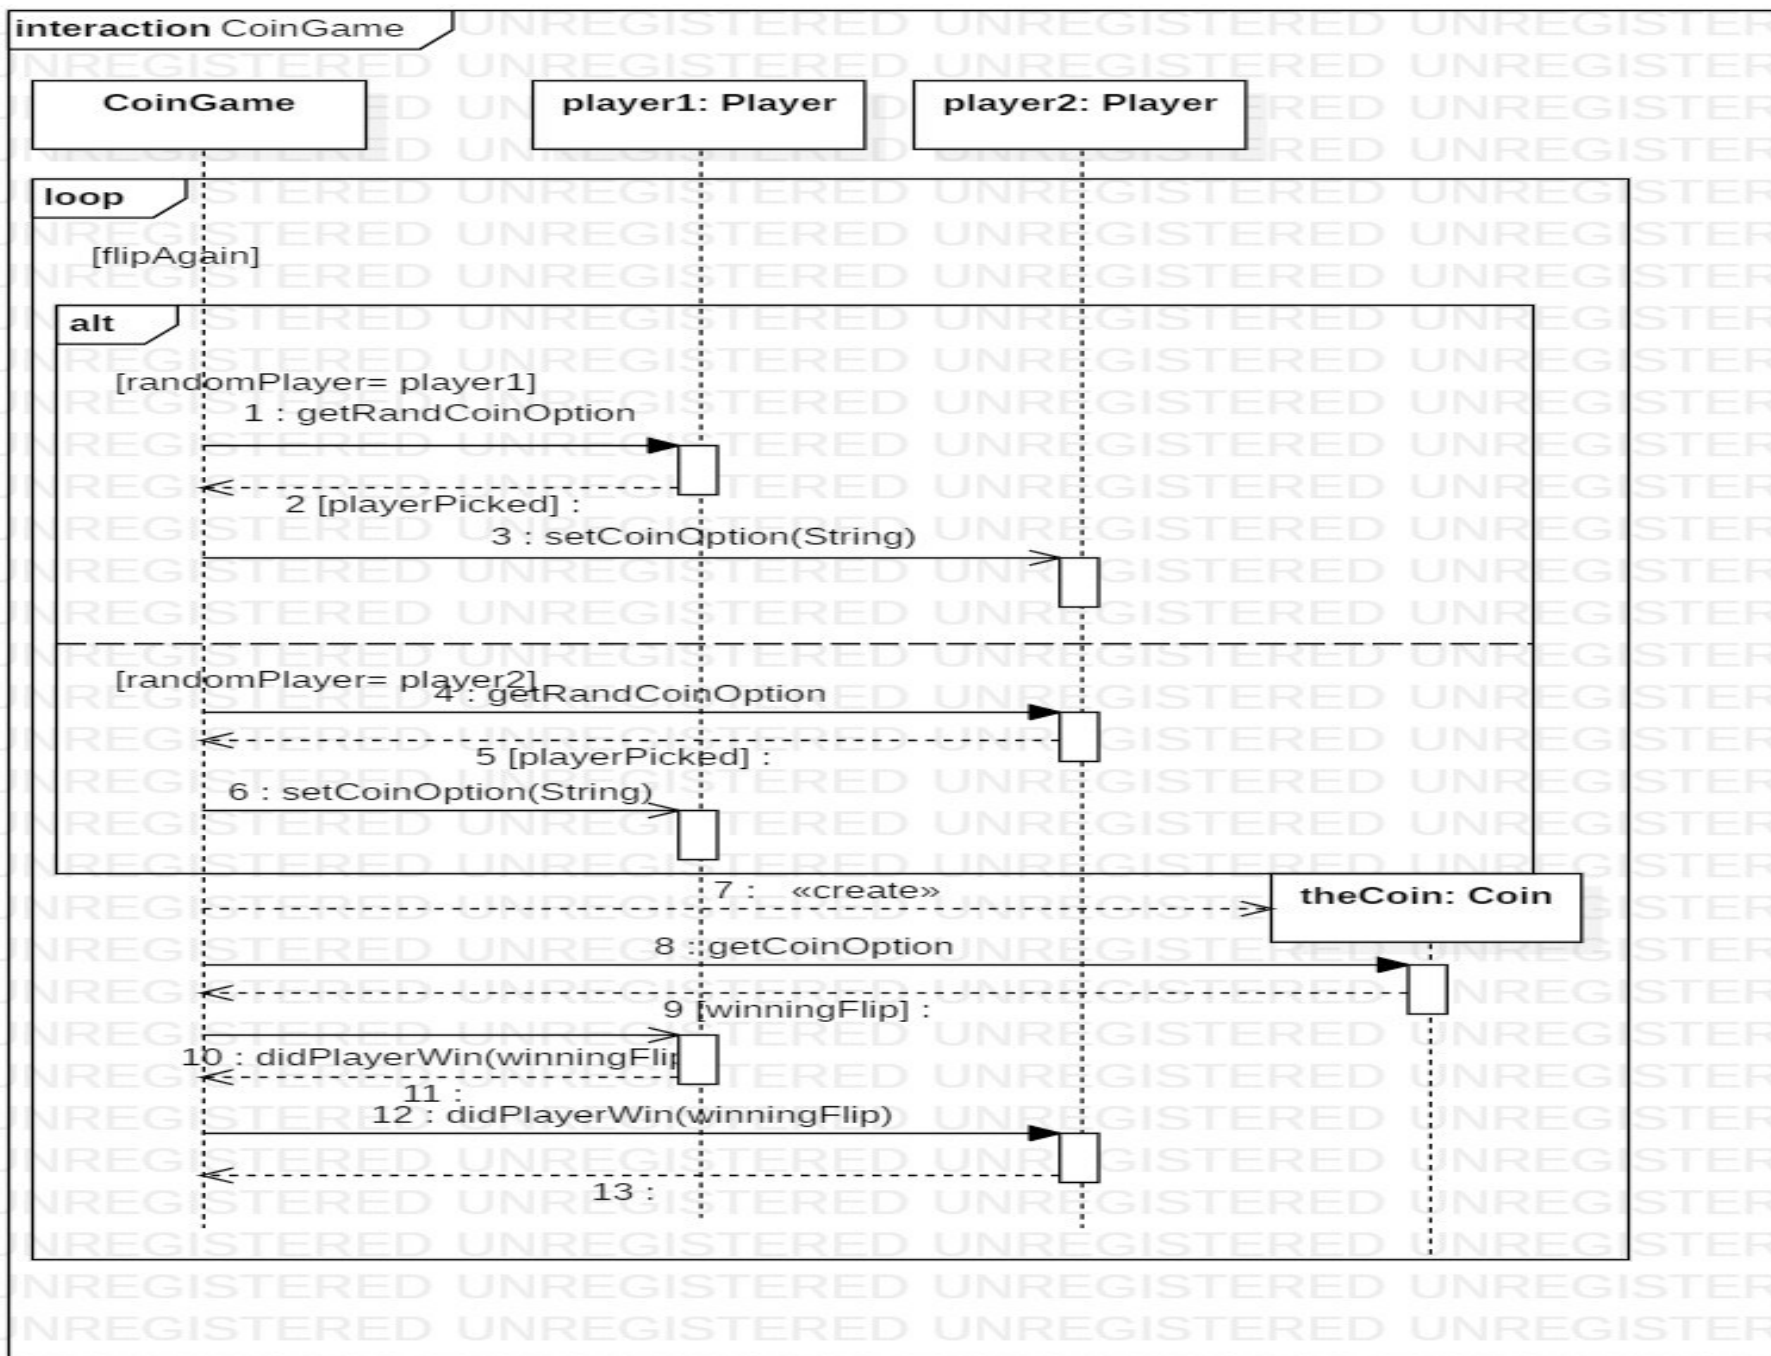 interaction CoinGame
CoinGame
player1: Player
player2: Player
loop
[flipAgain]
alt
[randomPlayer= player1]
1 : getRandCoinOption
2 [playerPicked] :
3 : setCoinOption(String)
[randomPlayer= player2]
4 : getRandCoinOption
5 [playerPicked] :
6 : setCoinOption(String)
7 : «create»
theCoin: Coin
8 : getCoinOption
9 [winningFlip] :
10 : didPlayerWin(winningFlip
11 :
12 : didPlayerWin(winningFlip)
13 :
UNREGISTERED